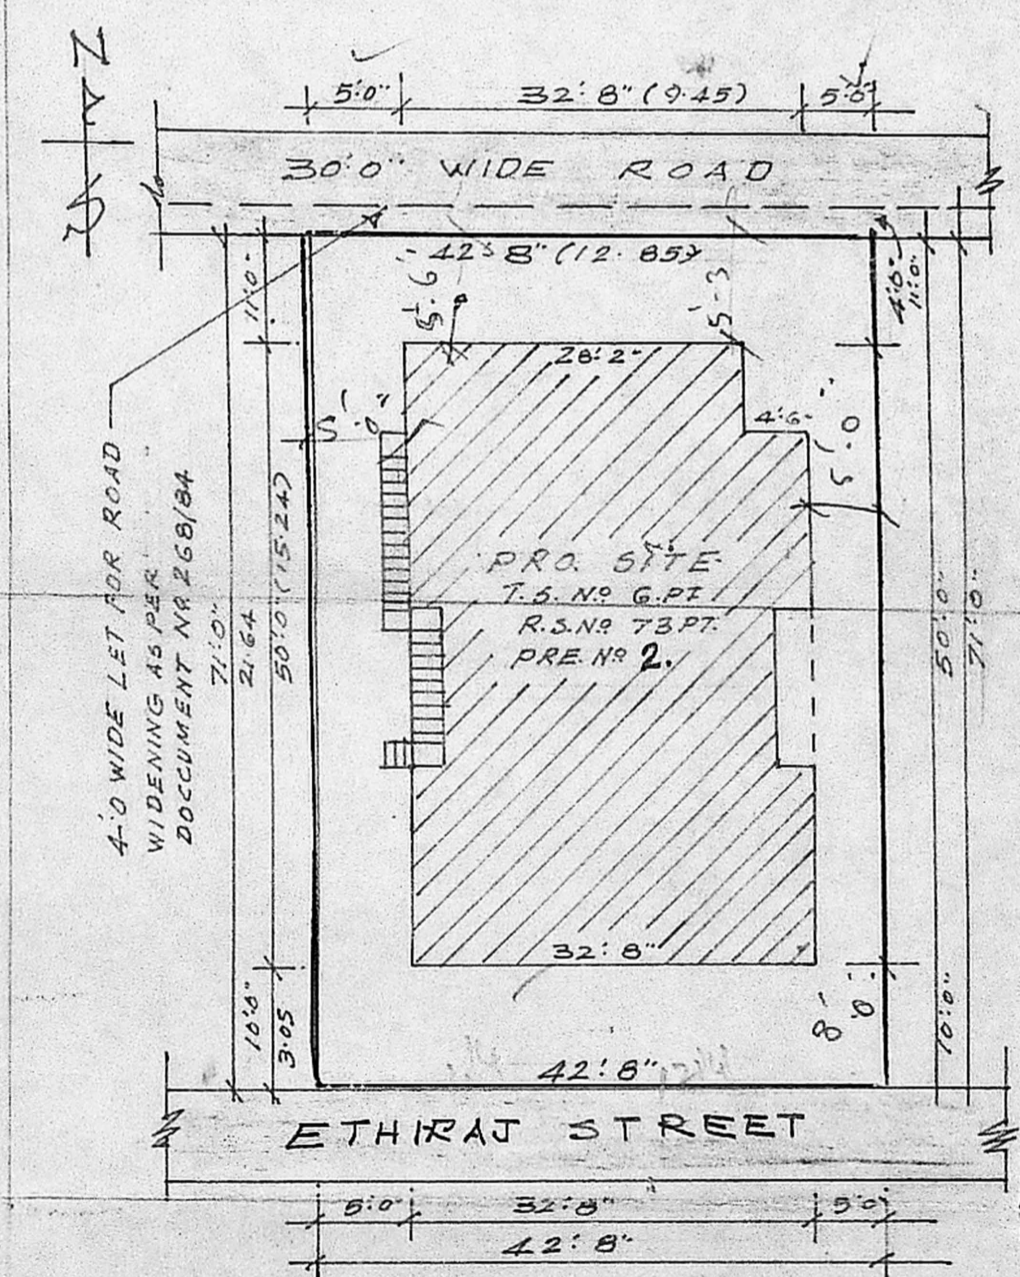 N
S
5'0" 32'8" (9.45) 5'0"
30'0" WIDE ROAD
42'8" (12.85)
11'0"
5'.6"
5'-3
4'0"
11'0"
28'2"
4'6"
5'.0"
5'.0"
4'0 WIDE LET FOR ROAD
WIDENING AS PER
DOCCUMENT NR 268/84
71'0"
21.64
50'0" (15.24)
PRO. SITE
T.S. Nº 6.PT
R.S.Nº 73 PT.
PRE. Nº 2.
50'0"
71'0"
32'8"
10'0"
3.05
8'.0"
10'0"
42'8"
ETHIRAJ STREET
5'0" 32'8" 5'0"
42'8"